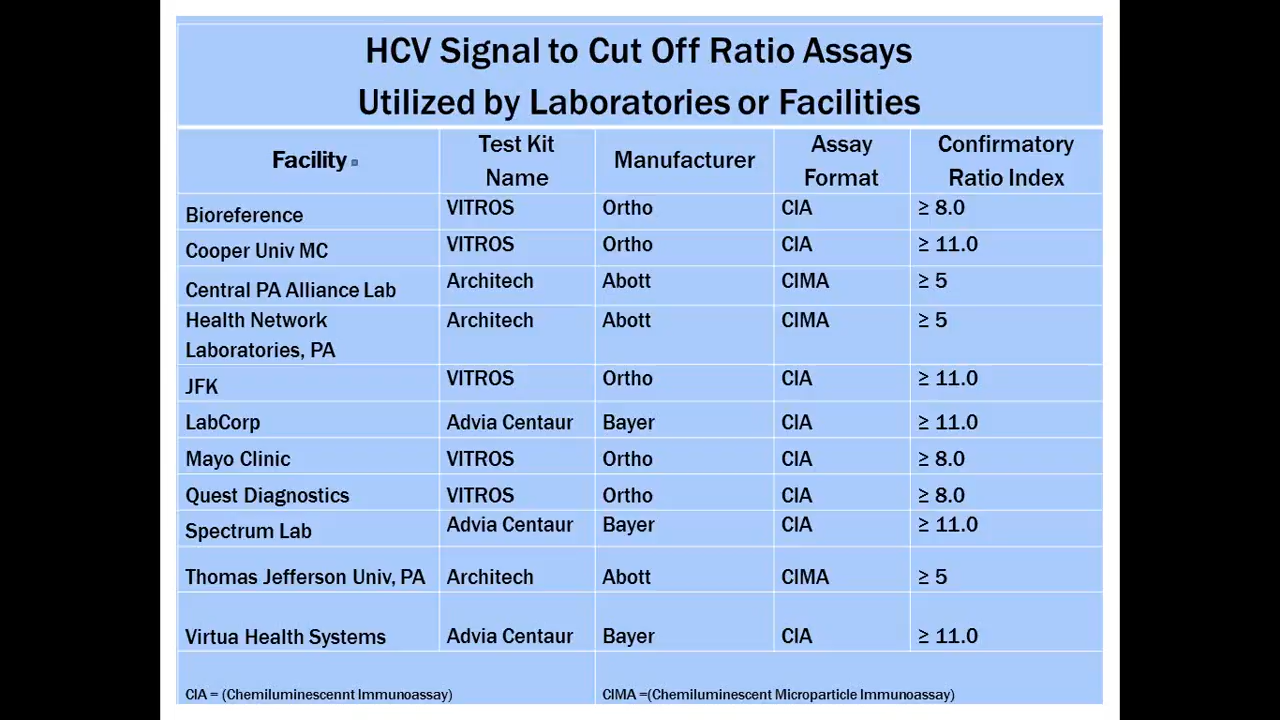 HCV Signal to Cut Off Ratio Assays
Utilized by Laboratories or Facilities
Facility Test Kit Name Manufacturer Assay Format Confirmatory Ratio Index
Bioreference VITROS Ortho CIA ≥ 8.0
Cooper Univ MC VITROS Ortho CIA ≥ 11.0
Central PA Alliance Lab Architech Abott CIMA ≥ 5
Health Network Laboratories, PA Architech Abott CIMA ≥ 5
JFK VITROS Ortho CIA ≥ 11.0
LabCorp Advia Centaur Bayer CIA ≥ 11.0
Mayo Clinic VITROS Ortho CIA ≥ 8.0
Quest Diagnostics VITROS Ortho CIA ≥ 8.0
Spectrum Lab Advia Centaur Bayer CIA ≥ 11.0
Thomas Jefferson Univ, PA Architech Abott CIMA ≥ 5
Virtua Health Systems Advia Centaur Bayer CIA ≥ 11.0
CIA = (Chemiluminescennt Immunoassay) CIMA =(Chemiluminescent Microparticle Immunoassay)